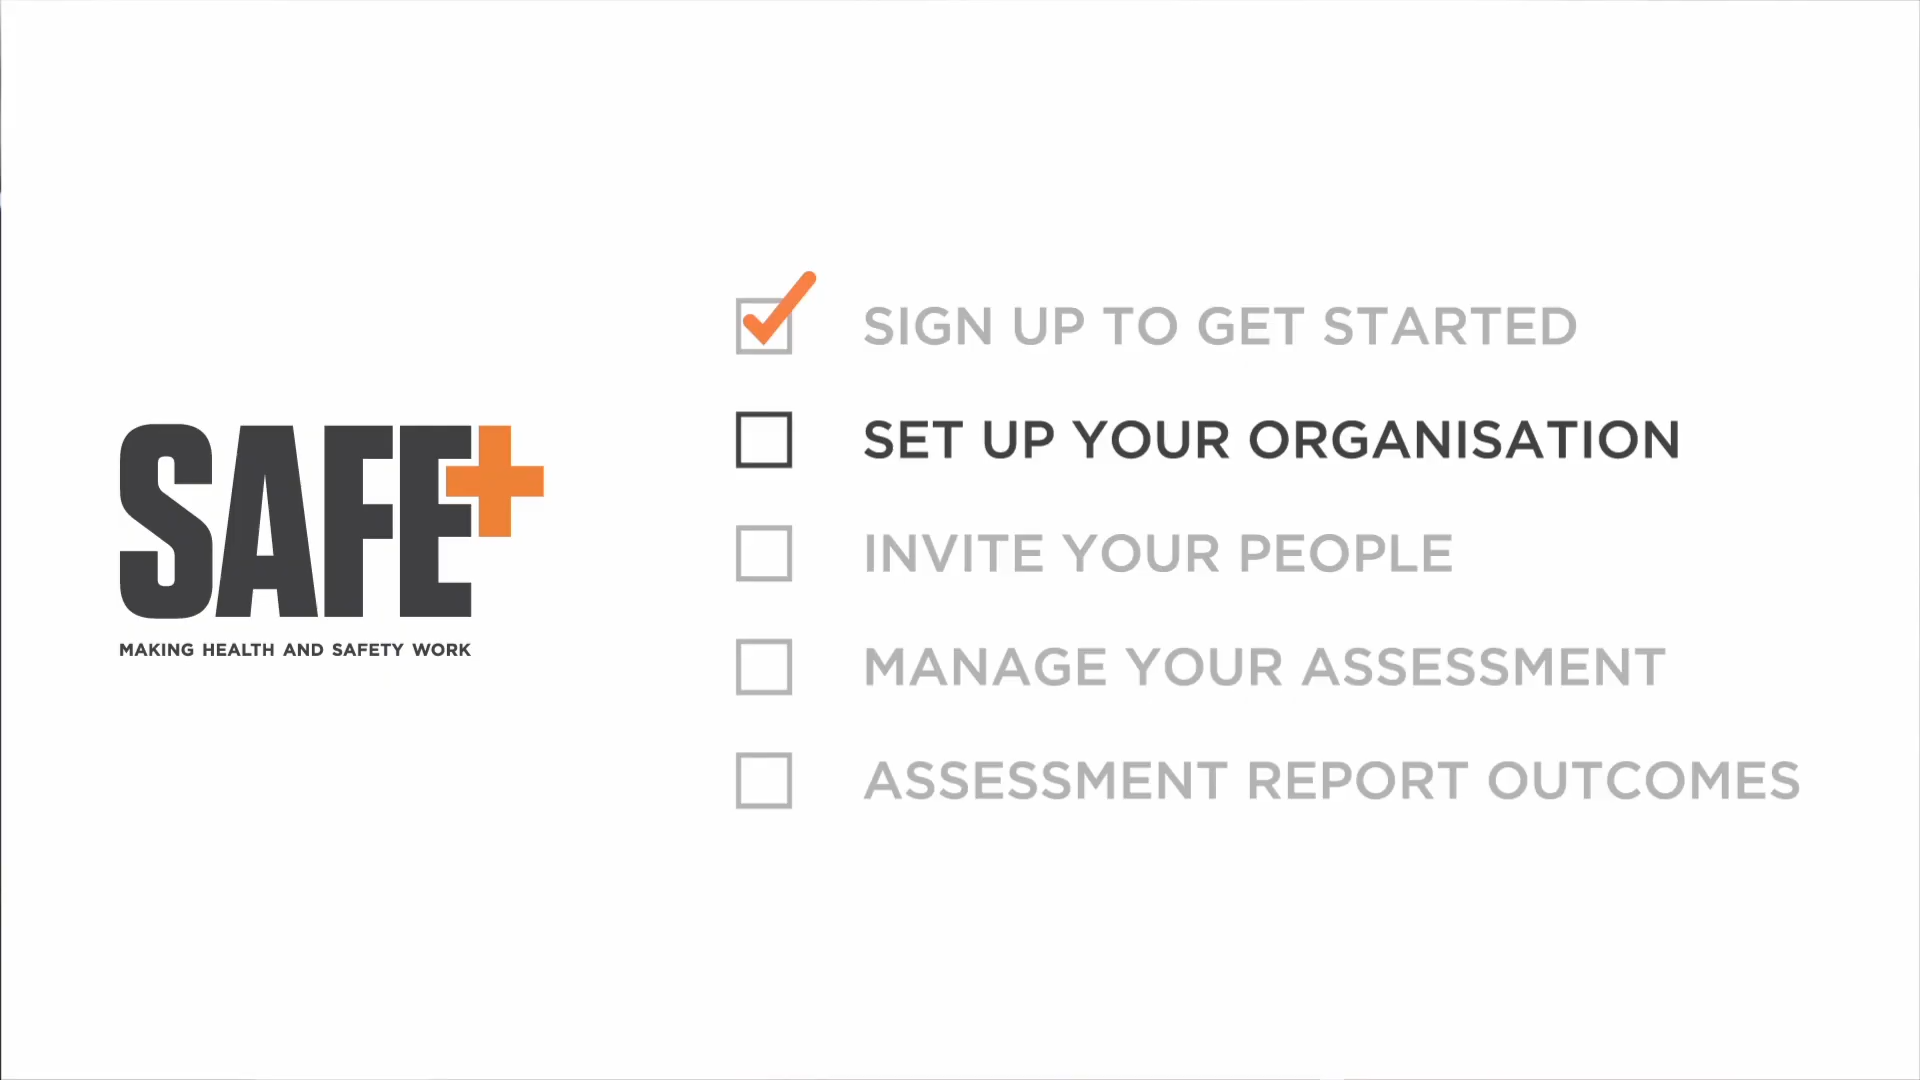 SAFE+
MAKING HEALTH AND SAFETY WORK
SIGN UP TO GET STARTED
SET UP YOUR ORGANISATION
INVITE YOUR PEOPLE
MANAGE YOUR ASSESSMENT
ASSESSMENT REPORT OUTCOMES